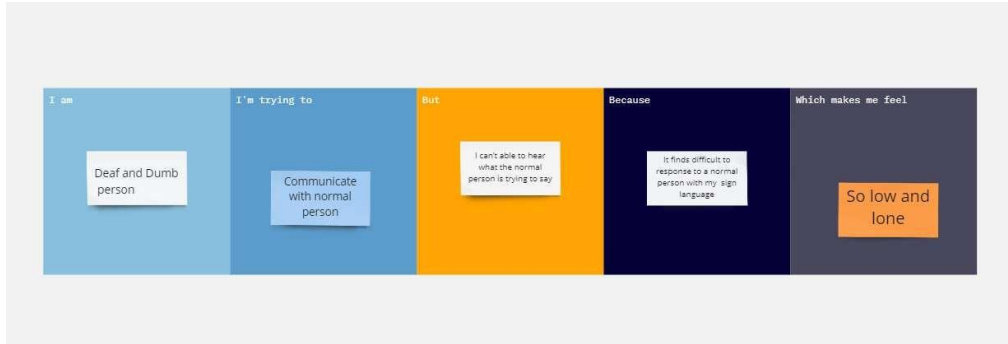 I am
Deaf and Dumb
person
I'm trying to
Communicate
with normal
person
But
I can't able to hear
what the normal
person is trying to say
Because
It finds difficult to
response to a normal
person with my sign
language
Which makes me feel
So low and
lone